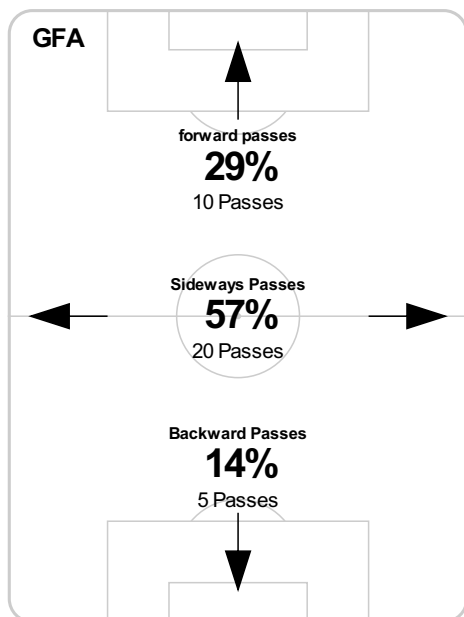 GFA
forward passes
29%
10 Passes
Sideways Passes
57%
20 Passes
Backward Passes
14%
5 Passes